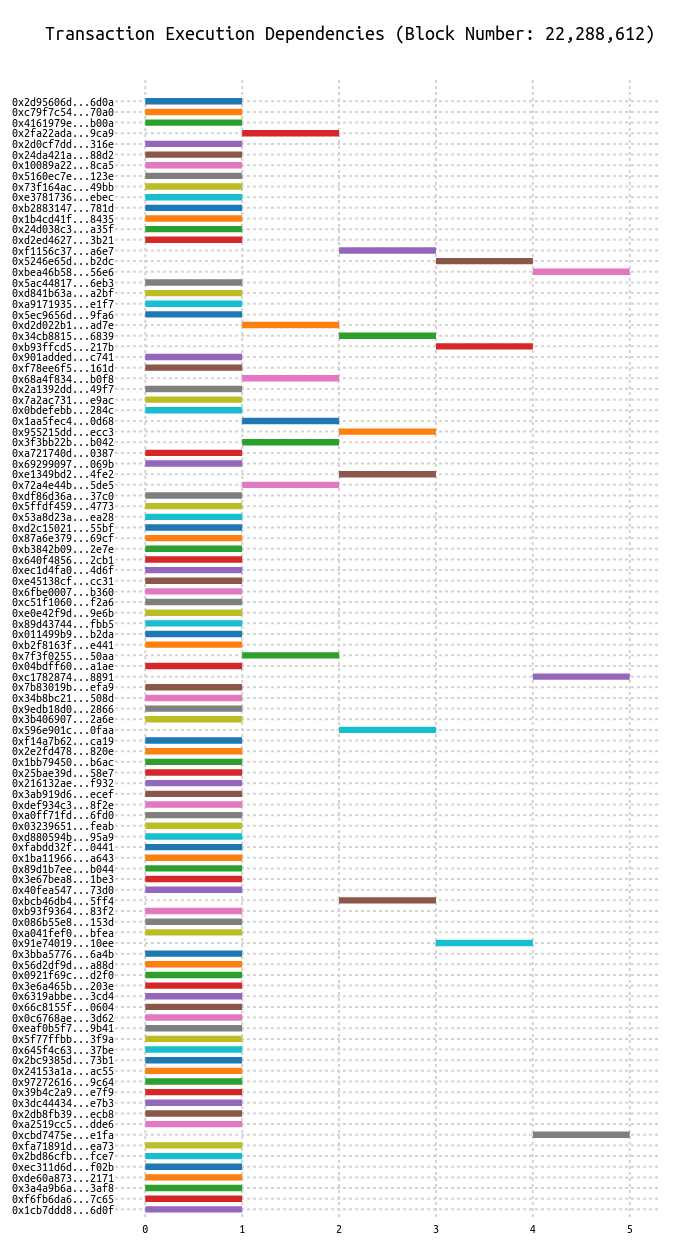 Transaction Execution Dependencies (Block Number: 22,288,612)
0x2d95606d...6d0a
0xc79f7c54...70a0
0x4161979e...b00a
0x2fa22ada...9ca9
0x2d0cf7dd...316e
0x24da421a...88d2
0x10089a22...8ca5
0x5160ec7e...123e
0x73f164ac...49bb
0xe3781736...ebec
0xb2883147...781d
0x1b4cd41f...8435
0x24d038c3...a35f
0xd2ed4627...3b21
0xf1156c37...a6e7
0x5246e65d...b2dc
0xbea46b58...56e6
0x5ac44817...6eb3
0xd841b63a...a2bf
0xa9171935...e1f7
0x5ec9656d...9fa6
0xd2d022b1...ad7e
0x34cb8815...6839
0xb93ffcd5...217b
0x901added...c741
0xf78ee6f5...161d
0x68a4f834...b0f8
0x2a1392dd...49f7
0x7a2ac731...e9ac
0x0bdefebb...284c
0x1aa5fec4...0d68
0x955215dd...ecc3
0x3f3bb22b...b042
0xa721740d...0387
0x69299097...069b
0xe1349bd2...4fe2
0x72a4e44b...5de5
0xdf86d36a...37c0
0x5ffdf459...4773
0x53a8d23a...ea28
0xd2c15021...55bf
0x87a6e379...69cf
0xb3842b09...2e7e
0x640f4856...2cb1
0xec1d4fa0...4d6f
0xe45138cf...cc31
0x6fbe0007...b360
0xc51f1060...f2a6
0xe0e42f9d...9e6b
0x89d43744...fbb5
0x011499b9...b2da
0xb2f8163f...e441
0x7f3f0255...50aa
0x04bdff60...a1ae
0xc1782874...8891
0x7b83019b...efa9
0x34b8bc21...508d
0x9edb18d0...2866
0x3b406907...2a6e
0x596e901c...0faa
0xf14a7b62...ca19
0x2e2fd478...820e
0x1bb79450...b6ac
0x25bae39d...58e7
0x216132ae...f932
0x3ab919d6...ecef
0xdef934c3...8f2e
0xa0ff71fd...6fd0
0x03239651...feab
0xd880594b...95a9
0xfabdd32f...0441
0x1ba11966...a643
0x89d1b7ee...b044
0x3e67bea8...1be3
0x40fea547...73d0
0xbcb46db4...5ff4
0xb93f9364...83f2
0x086b55e8...153d
0xa041fef0...bfea
0x91e74019...10ee
0x3bba5776...6a4b
0x56d2df9d...a88d
0x0921f69c...d2f0
0x3e6a465b...203e
0x6319abbe...3cd4
0x66c8155f...0604
0x0c6768ae...3d62
0xeaf0b5f7...9b41
0x5f77ffbb...3f9a
0x645f4c63...37be
0x2bc9385d...73b1
0x24153a1a...ac55
0x97272616...9c64
0x39b4c2a9...e7f9
0x3dc44434...e7b3
0x2db8fb39...ecb8
0xa2519cc5...dde6
0xcbd7475e...e1fa
0xfa71891d...ea73
0x2bd86cfb...fce7
0xec311d6d...f02b
0xde60a873...2171
0x3a4a9b6a...3af8
0xf6fb6da6...7c65
0x1cb7ddd8...6d0f
0 1 2 3 4 5